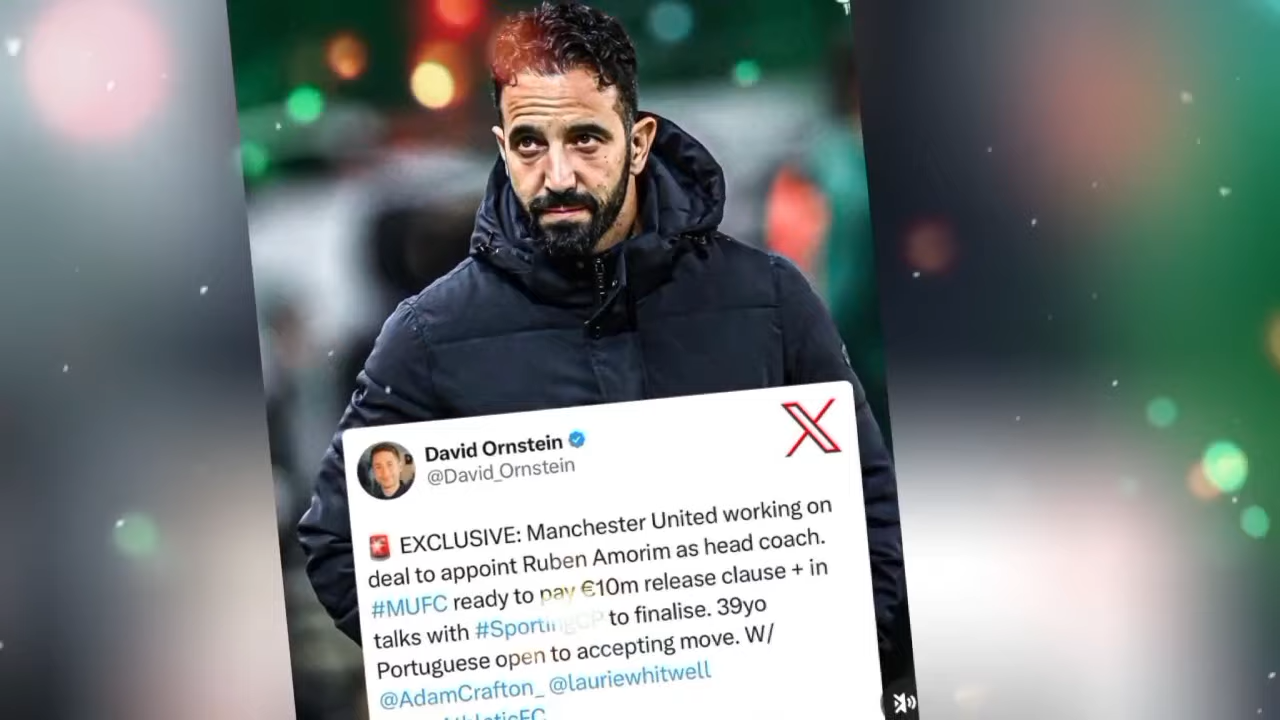 David Ornstein
@David_Ornstein
🚨 EXCLUSIVE: Manchester United working on
deal to appoint Ruben Amorim as head coach.
#MUFC ready to pay €10m release clause + in
talks with #SportingCP to finalise. 39yo
Portuguese open to accepting move. W/
@AdamCrafton_ @lauriewhitwell